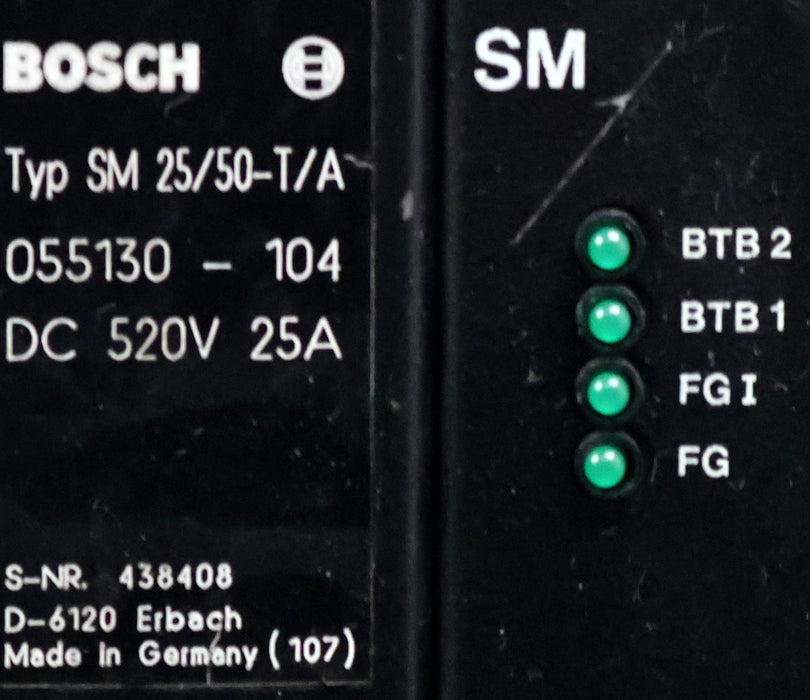 BOSCH
Typ SM 25/50-T/A
055130 - 104
DC 520V 25A
S-NR. 438408
D-6120 Erbach
Made in Germany (107)
SM
BTB 2
BTB 1
FG I
FG